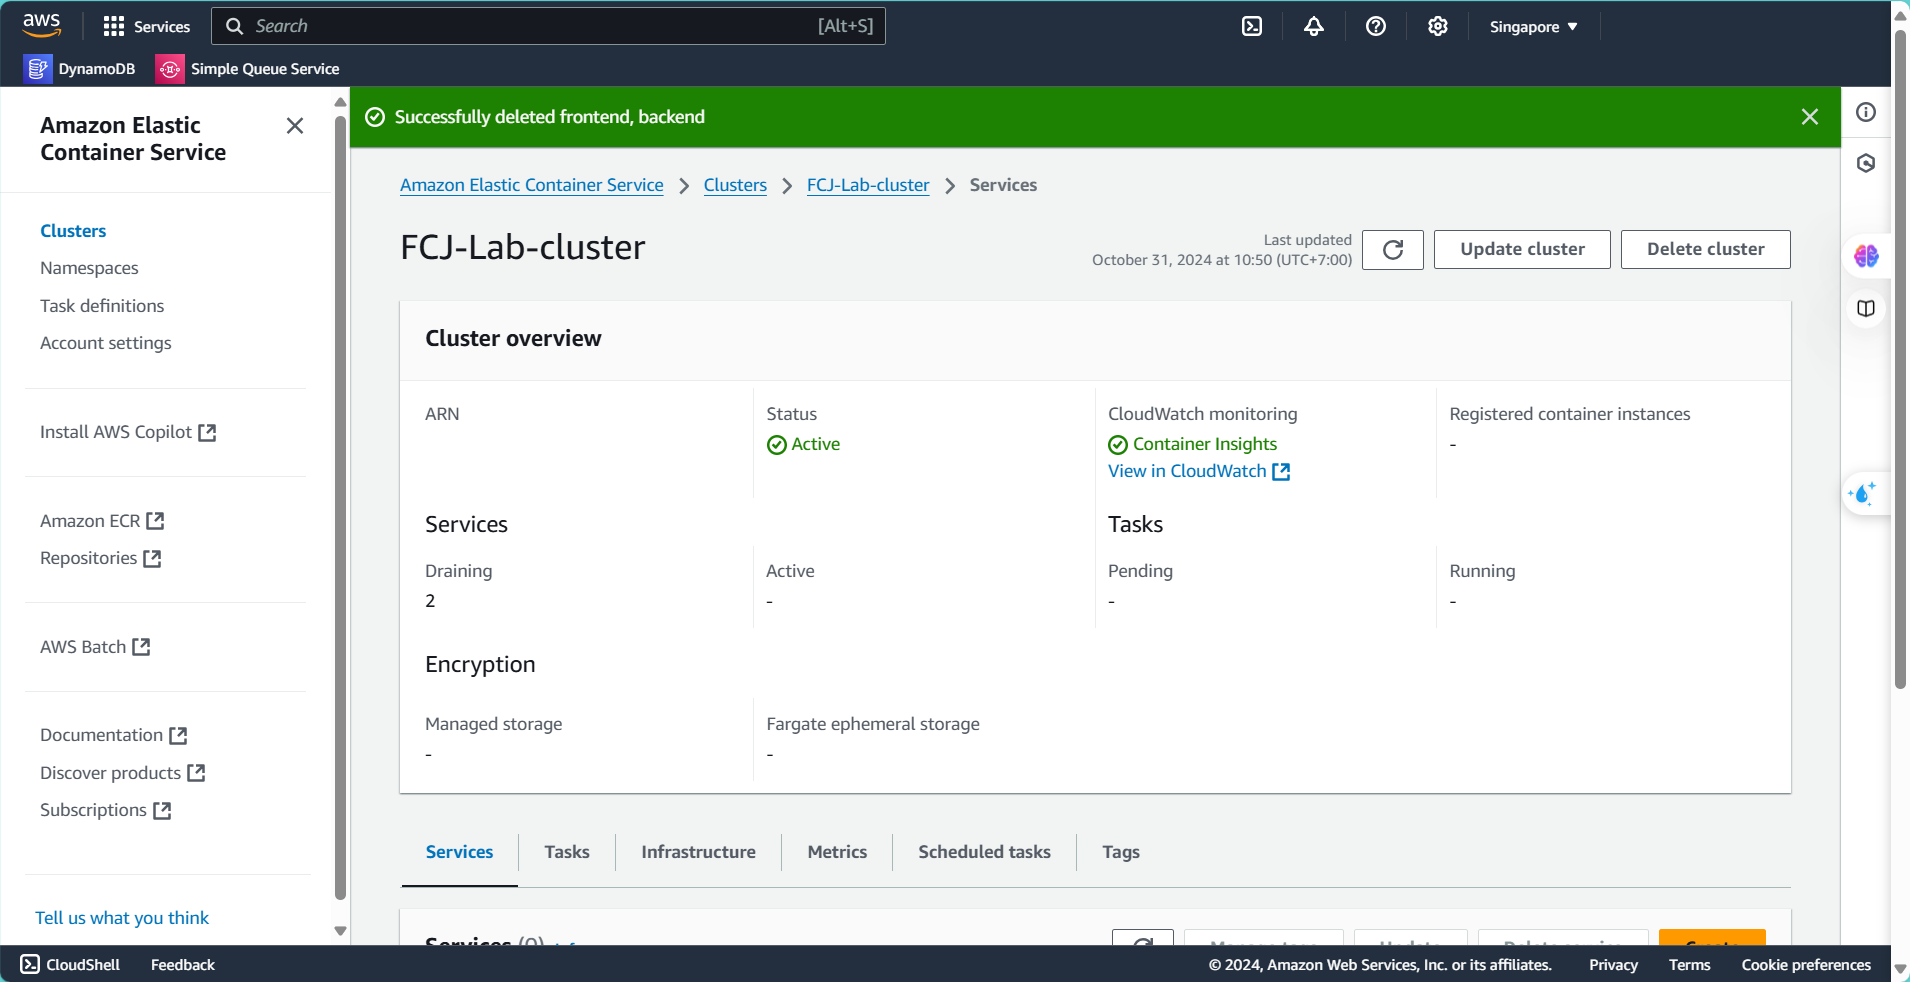 aws
Services
Search
[Alt+S]
Singapore
DynamoDB
Simple Queue Service
Amazon Elastic
Container Service
Clusters
Namespaces
Task definitions
Account settings
Install AWS Copilot
Amazon ECR
Repositories
AWS Batch
Documentation
Discover products
Subscriptions
Tell us what you think
Successfully deleted frontend, backend
Amazon Elastic Container Service > Clusters > FCJ-Lab-cluster > Services
FCJ-Lab-cluster
Last updated
October 31, 2024 at 10:50 (UTC+7:00)
Update cluster
Delete cluster
Cluster overview
ARN
Status
Active
CloudWatch monitoring
Container Insights
View in CloudWatch
Registered container instances
-
Services
Tasks
Draining
2
Active
-
Pending
-
Running
-
Encryption
Managed storage
-
Fargate ephemeral storage
-
Services
Tasks
Infrastructure
Metrics
Scheduled tasks
Tags
Services (0)
CloudShell
Feedback
© 2024, Amazon Web Services, Inc. or its affiliates.
Privacy
Terms
Cookie preferences